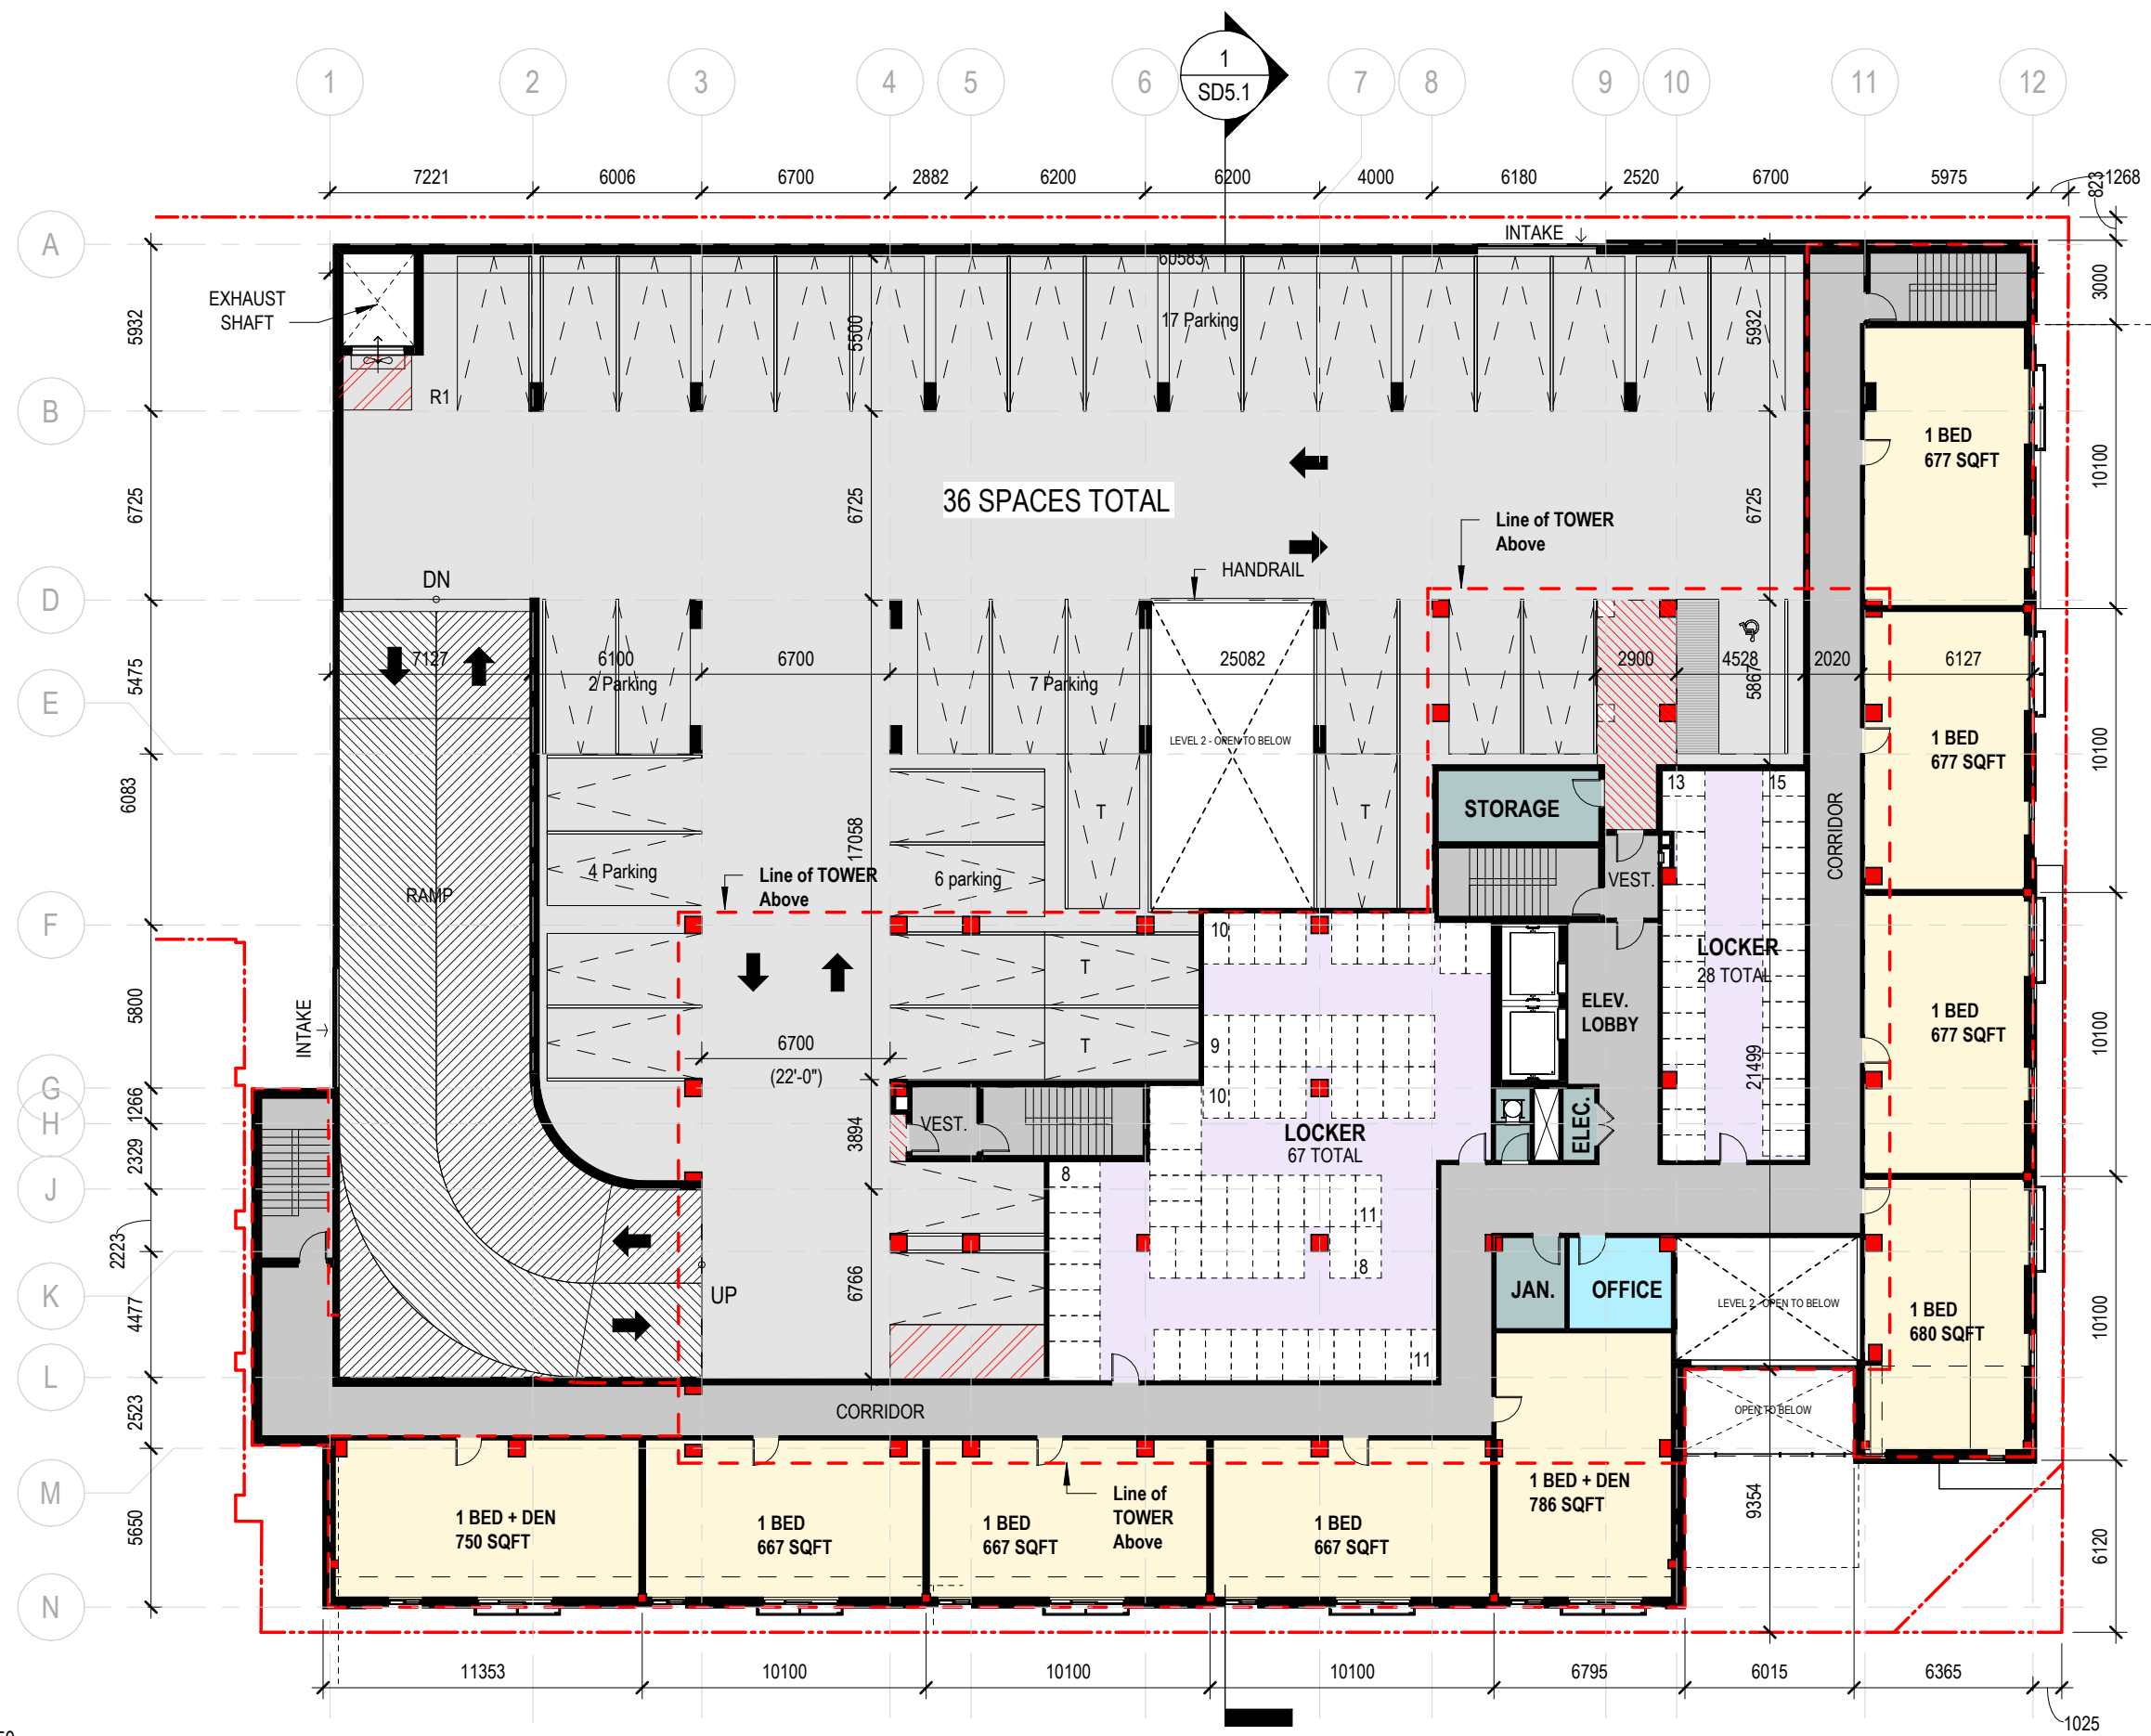 1
SD5.1
1
2
3
4
5
6
7
8
9
10
11
12
7221
6006
6700
2882
6200
6200
4000
6180
2520
6700
5975
1268
823
A
B
D
E
F
G
H
J
K
L
M
N
5932
6725
5475
6083
5800
1266
2329
2223
4477
2523
5650
INTAKE
60583
EXHAUST
SHAFT
R1
5500
17 Parking
5932
3000
1 BED
677 SQFT
10100
36 SPACES TOTAL
6725
6725
Line of TOWER
Above
HANDRAIL
DN
7127
6100
2 Parking
6700
7 Parking
25082
2900
4528
5867
2020
6127
LEVEL 2 - OPEN TO BELOW
1 BED
677 SQFT
10100
STORAGE
13
15
T
T
CORRIDOR
17058
4 Parking
6 parking
Line of TOWER
Above
RAMP
VEST.
10
LOCKER
28 TOTAL
T
ELEV.
LOBBY
1 BED
677 SQFT
10100
INTAKE
6700
(22'-0")
T
9
21499
10
VEST.
3894
ELEC.
LOCKER
67 TOTAL
8
11
8
11
UP
6766
JAN.
OFFICE
LEVEL 2 - OPEN TO BELOW
1 BED
680 SQFT
10100
CORRIDOR
OPEN TO BELOW
1 BED + DEN
750 SQFT
1 BED
667 SQFT
1 BED
667 SQFT
Line of
TOWER
Above
1 BED
667 SQFT
1 BED + DEN
786 SQFT
9354
6120
11353
10100
10100
10100
6795
6015
6365
1025